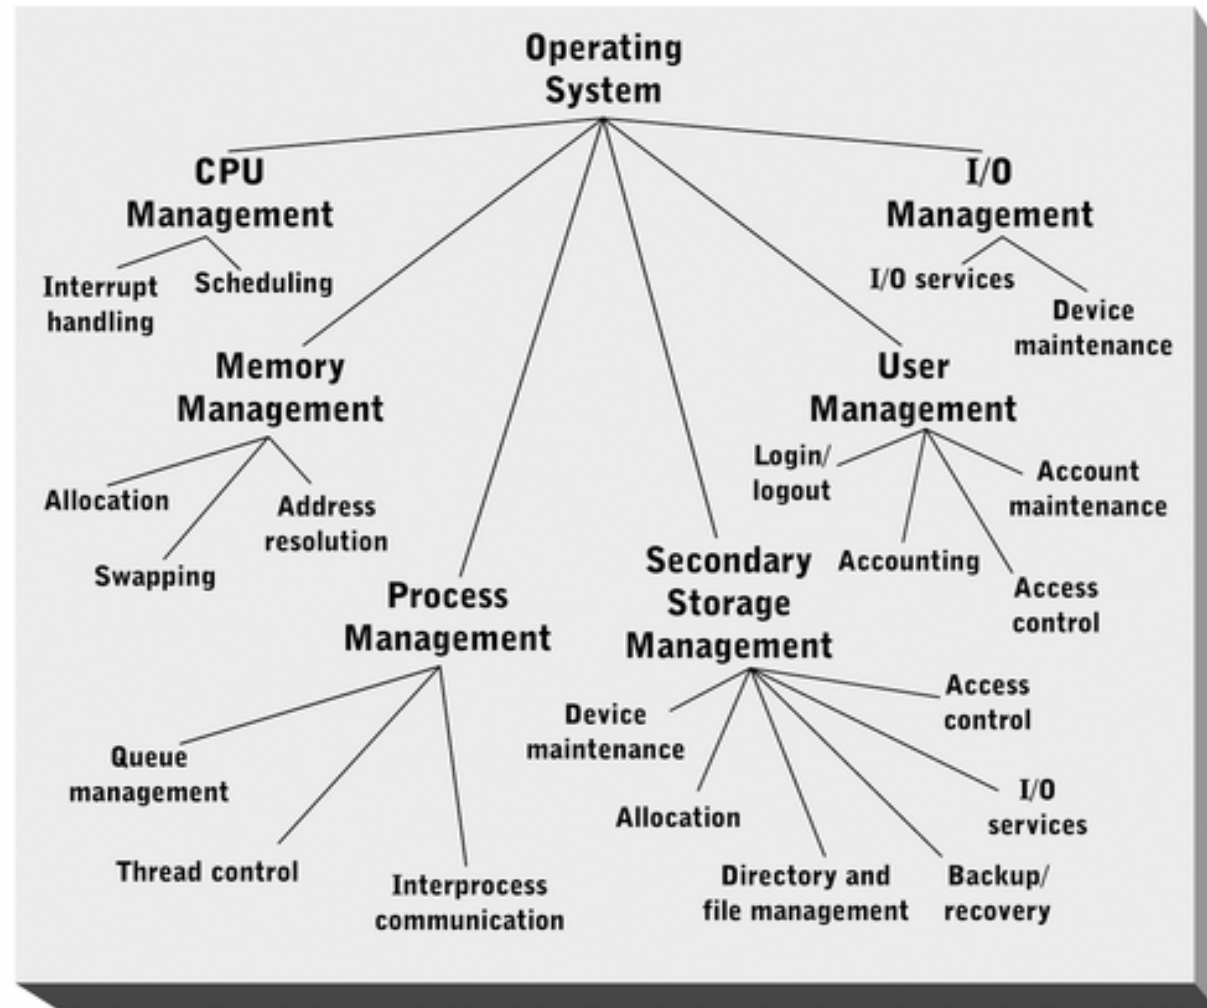 Operating
System
CPU
Management
I/O
Management
Interrupt
handling
Scheduling
I/O services
Device
maintenance
Memory
Management
User
Management
Allocation
Swapping
Address
resolution
Login/
logout
Accounting
Account
maintenance
Access
control
Process
Management
Secondary
Storage
Management
Queue
management
Thread control
Interprocess
communication
Device
maintenance
Allocation
Directory and
file management
Backup/
recovery
I/O
services
Access
control